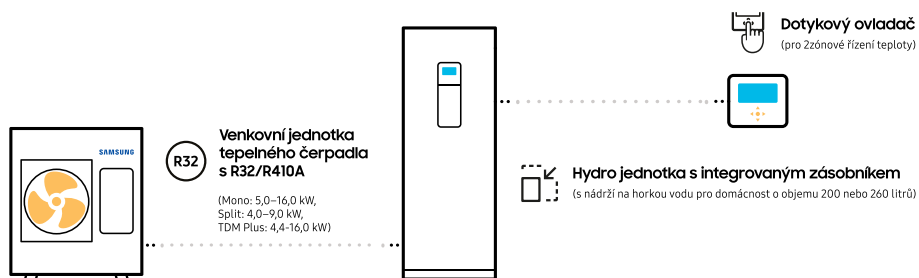 Dotykový ovladač
(pro 2zónové řízení teploty)
SAMSUNG
R32
Venkovní jednotka
tepelného čerpadla
s R32/R410A
(Mono: 5,0–16,0 kW,
Split: 4,0–9,0 kW,
TDM Plus: 4,4-16,0 kW)
Hydro jednotka s integrovaným zásobníkem
(s nádrží na horkou vodu pro domácnost o objemu 200 nebo 260 litrů)